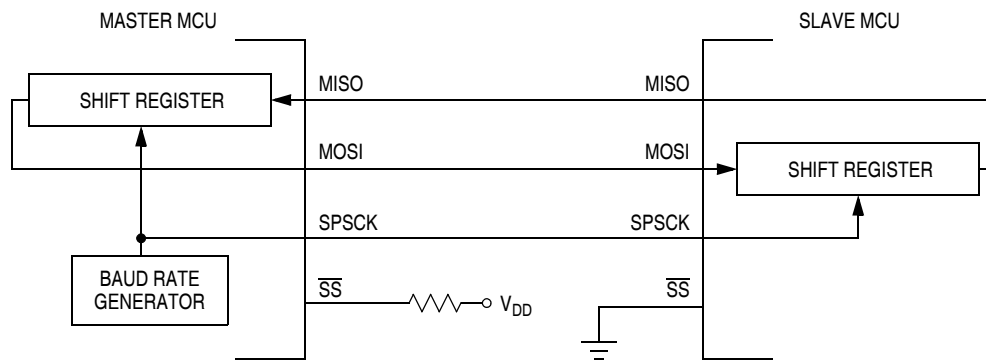 MASTER MCU
SLAVE MCU
SHIFT REGISTER
MISO
MISO
MOSI
MOSI
SHIFT REGISTER
SPSCK
SPSCK
BAUD RATE
GENERATOR
SS
VDD
SS